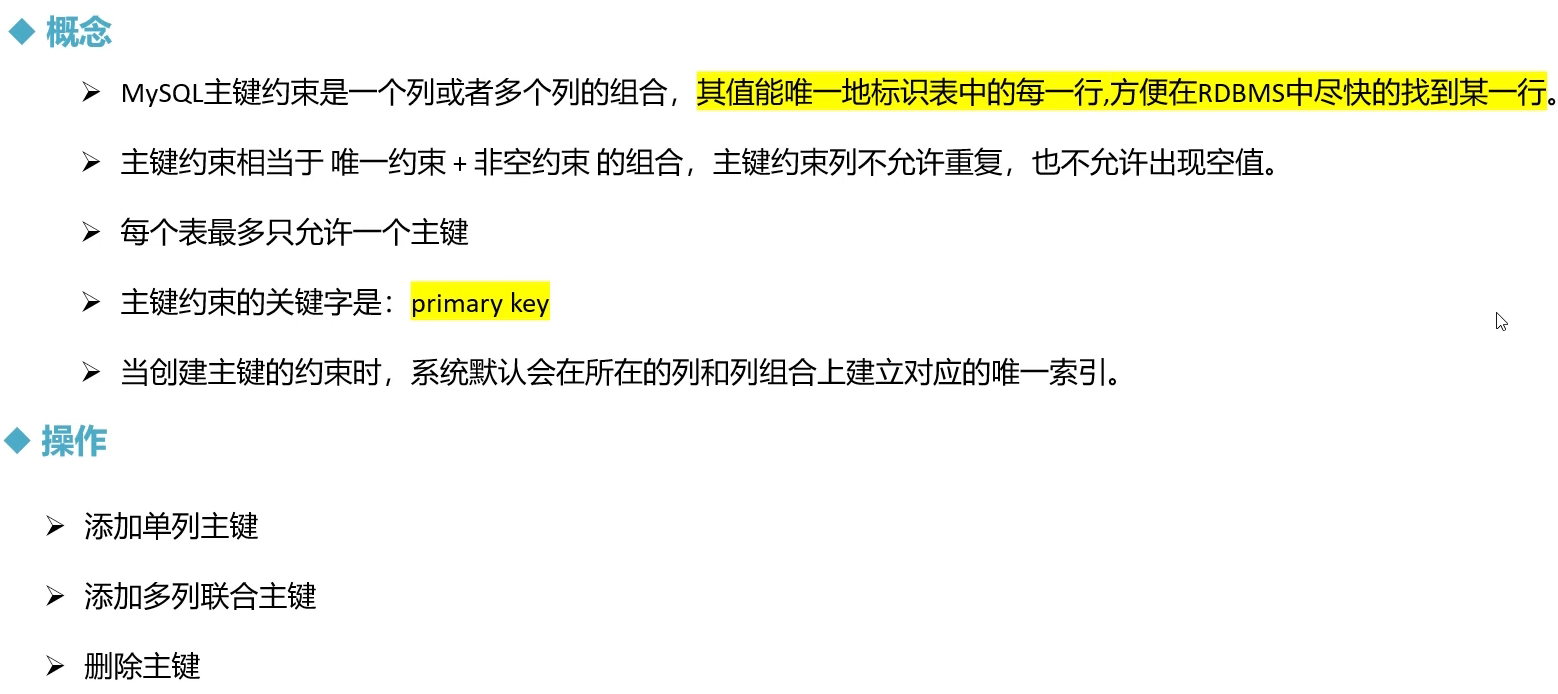 概念
MySQL主键约束是一个列或者多个列的组合，其值能唯一地标识表中的每一行,方便在RDBMS中尽快的找到某一行。
主键约束相当于 唯一约束 + 非空约束 的组合，主键约束列不允许重复，也不允许出现空值。
每个表最多只允许一个主键
主键约束的关键字是：primary key
当创建主键的约束时，系统默认会在所在的列和列组合上建立对应的唯一索引。
操作
添加单列主键
添加多列联合主键
删除主键